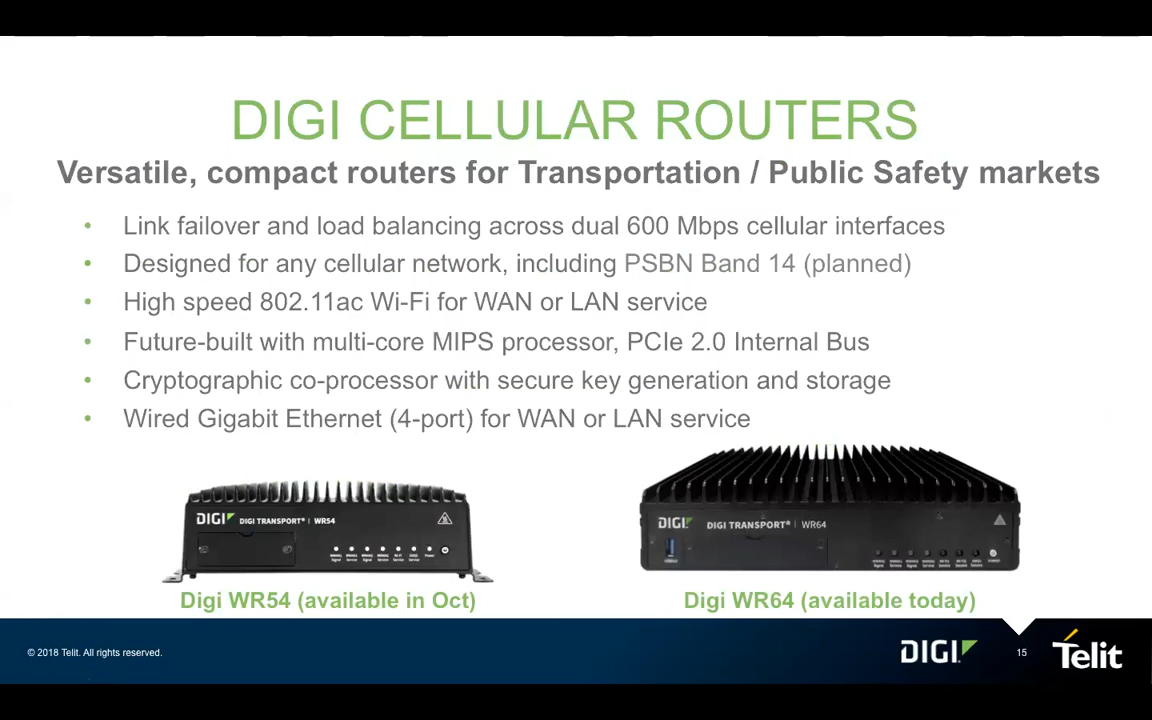 DIGI CELLULAR ROUTERS
Versatile, compact routers for Transportation / Public Safety markets
• Link failover and load balancing across dual 600 Mbps cellular interfaces
• Designed for any cellular network, including PSBN Band 14 (planned)
• High speed 802.11ac Wi-Fi for WAN or LAN service
• Future-built with multi-core MIPS processor, PCIe 2.0 Internal Bus
• Cryptographic co-processor with secure key generation and storage
• Wired Gigabit Ethernet (4-port) for WAN or LAN service
DIGI DIGI TRANSPORT® | WR54
DIGI DIGI TRANSPORT® | WR64
Digi WR54 (available in Oct)
Digi WR64 (available today)
© 2018 Telit. All rights reserved.
DIGI
15
Telit